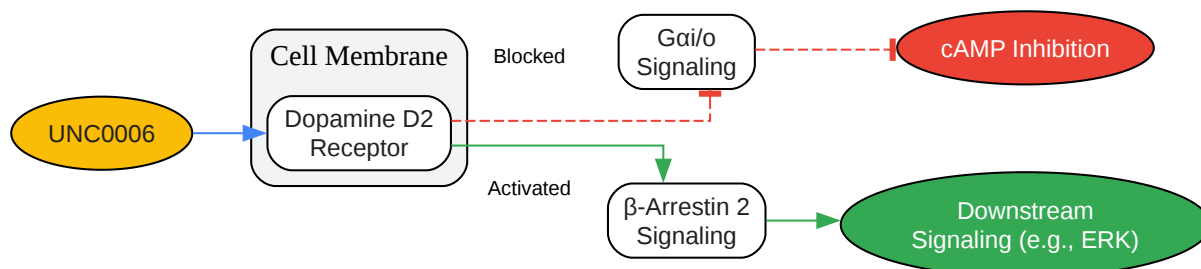 UNC0006
Cell Membrane
Dopamine D2
Receptor
Blocked
Activated
Gαi/o
Signaling
cAMP Inhibition
β-Arrestin 2
Signaling
Downstream
Signaling (e.g., ERK)